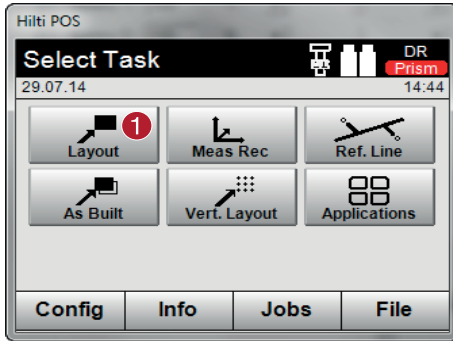 Hilti POS
Select Task
DR
Prism
29.07.14 14:44
1
Layout Meas Rec Ref. Line
As Built Vert. Layout Applications
Config Info Jobs File